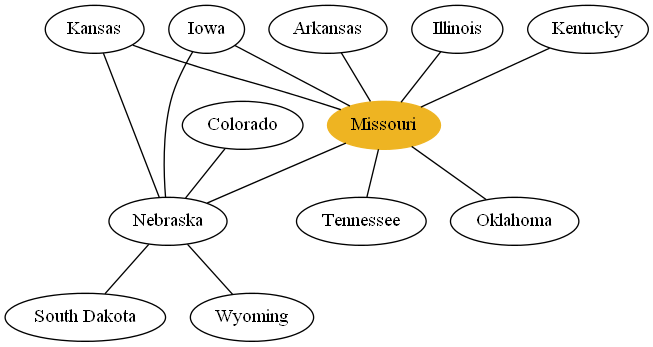 Kansas
Iowa
Arkansas
Illinois
Kentucky
Colorado
Missouri
Nebraska
Tennessee
Oklahoma
South Dakota
Wyoming